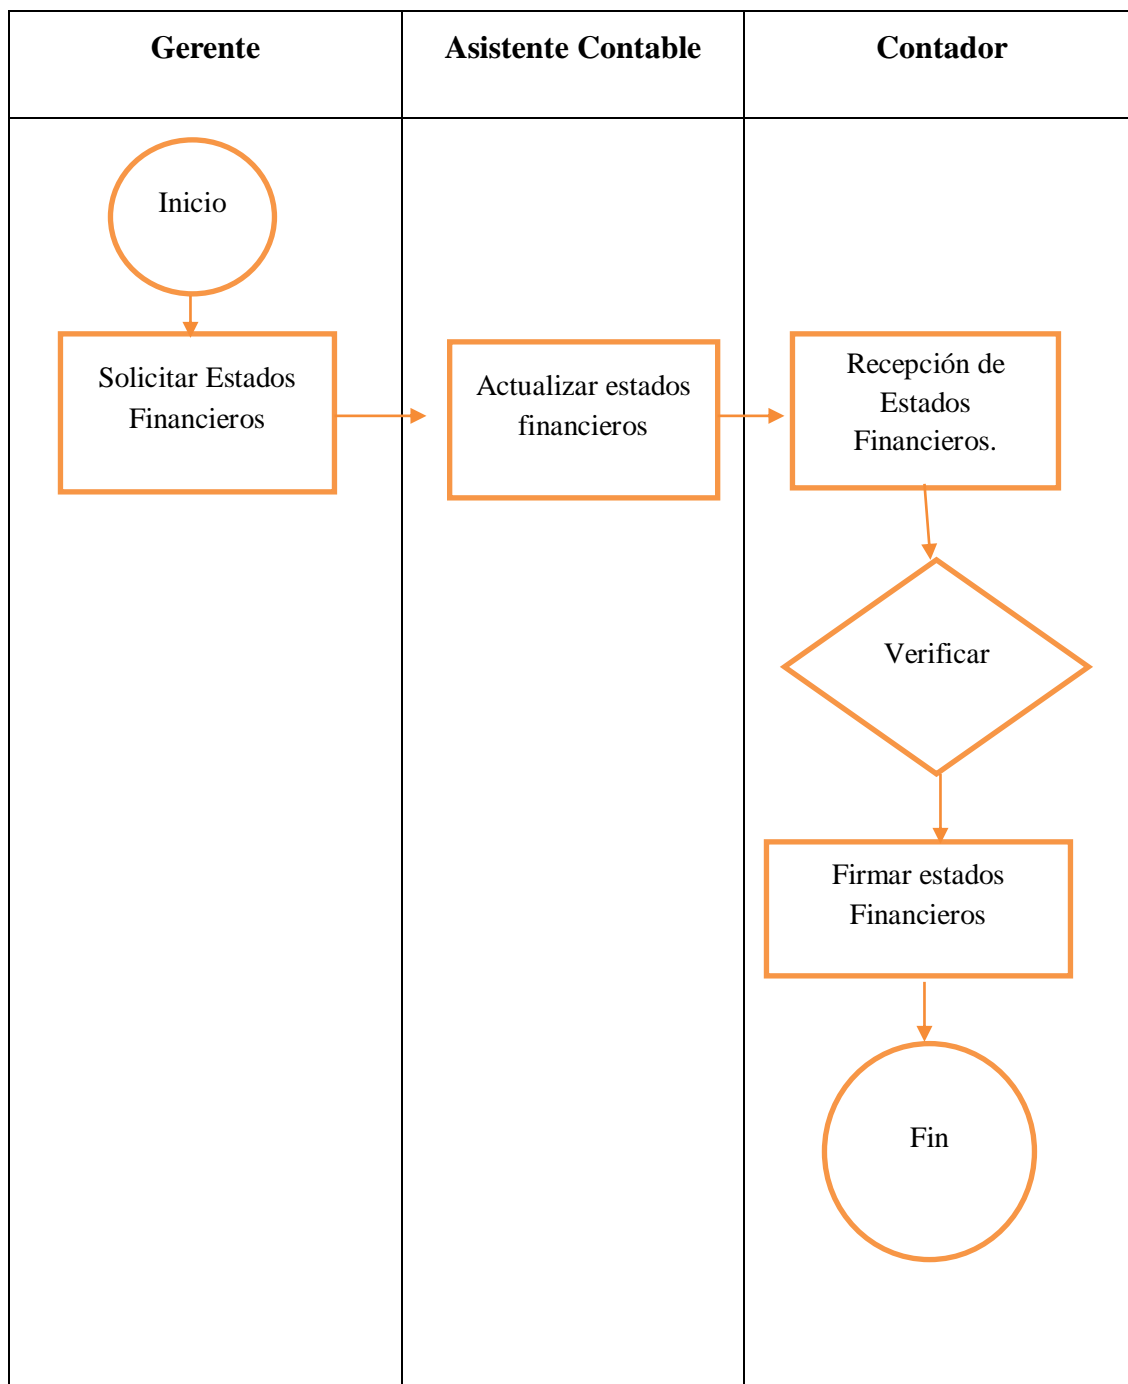 Gerente
Asistente Contable
Contador
Inicio
Solicitar Estados
Financieros
Actualizar estados
financieros
Recepción de
Estados
Financieros.
Verificar
Firmar estados
Financieros
Fin